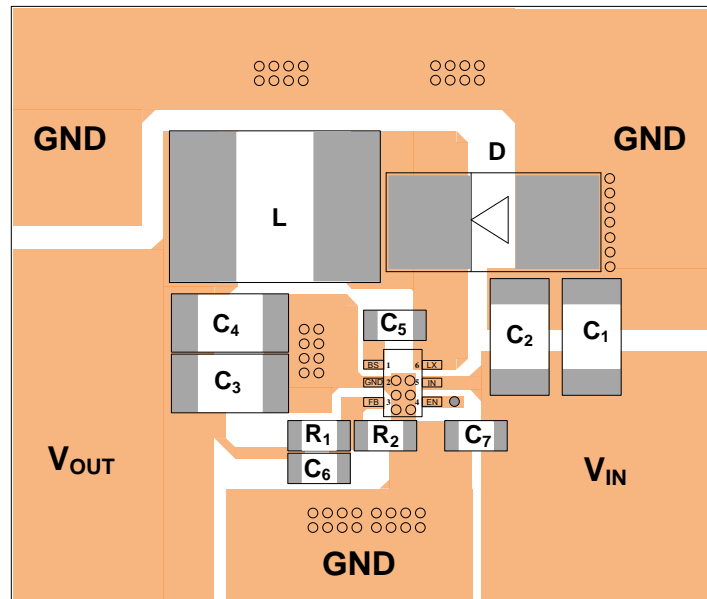 GND
D
GND
L
C4
C5
C2
C1
BS 1 6 LX
GND 2 5 IN
C3
FB 3 4 EN
R1
R2
C7
VOUT
C6
VIN
GND